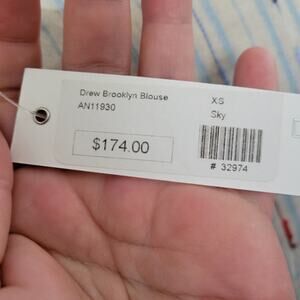 Drew Brooklyn Blouse
AN11930
XS
Sky
$174.00
# 32974